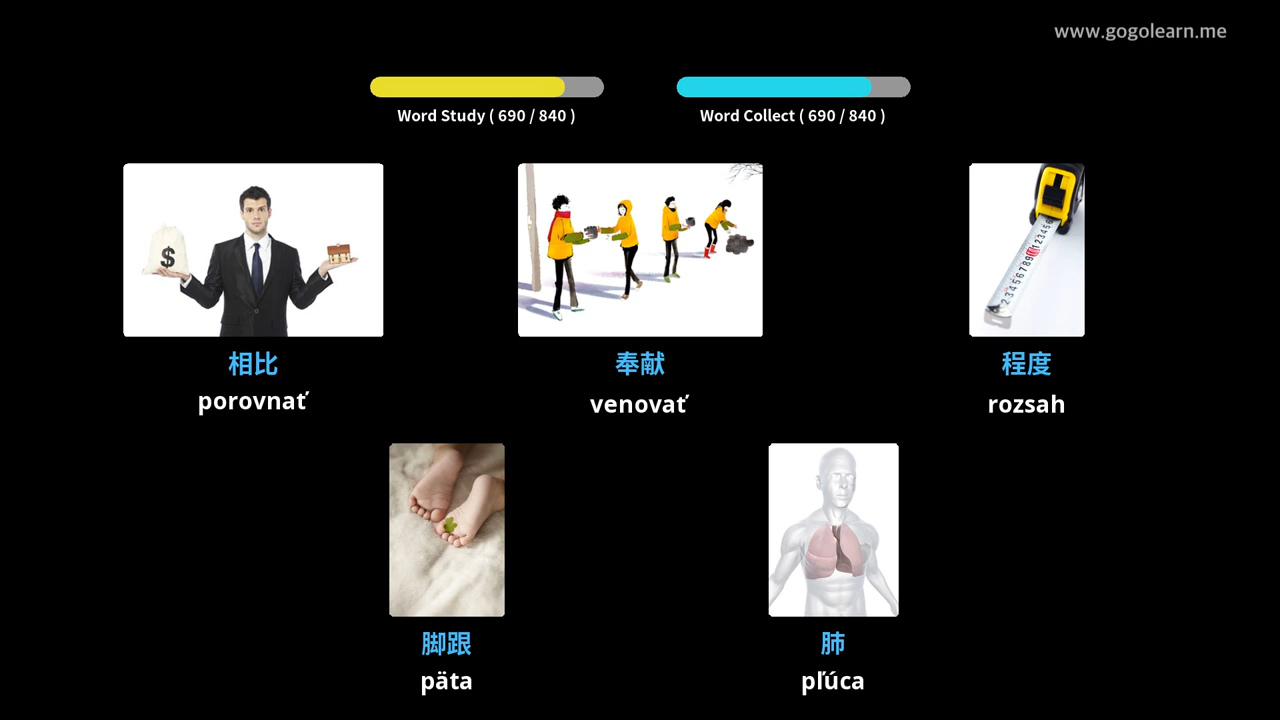 www.gogolearn.me
Word Study ( 690 / 840 )
Word Collect ( 690 / 840 )
$
相比
porovnať
奉献
venovať
程度
rozsah
脚跟
päta
肺
pľúca